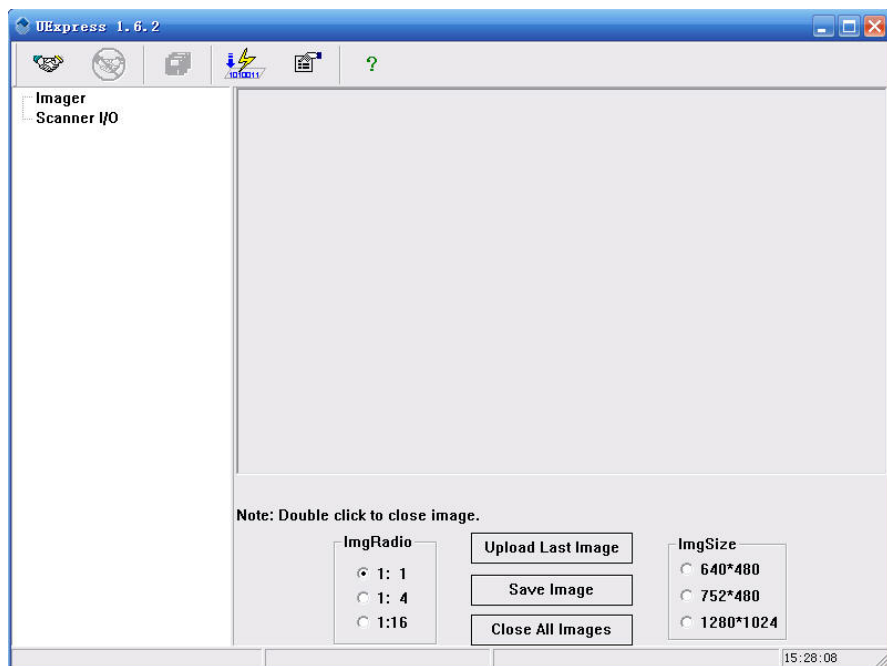 UExpress 1.6.2
1010011
?
Imager
Scanner I/O
Note: Double click to close image.
ImgRadio
1: 1
1: 4
1:16
Upload Last Image
Save Image
Close All Images
ImgSize
640*480
752*480
1280*1024
15:28:08